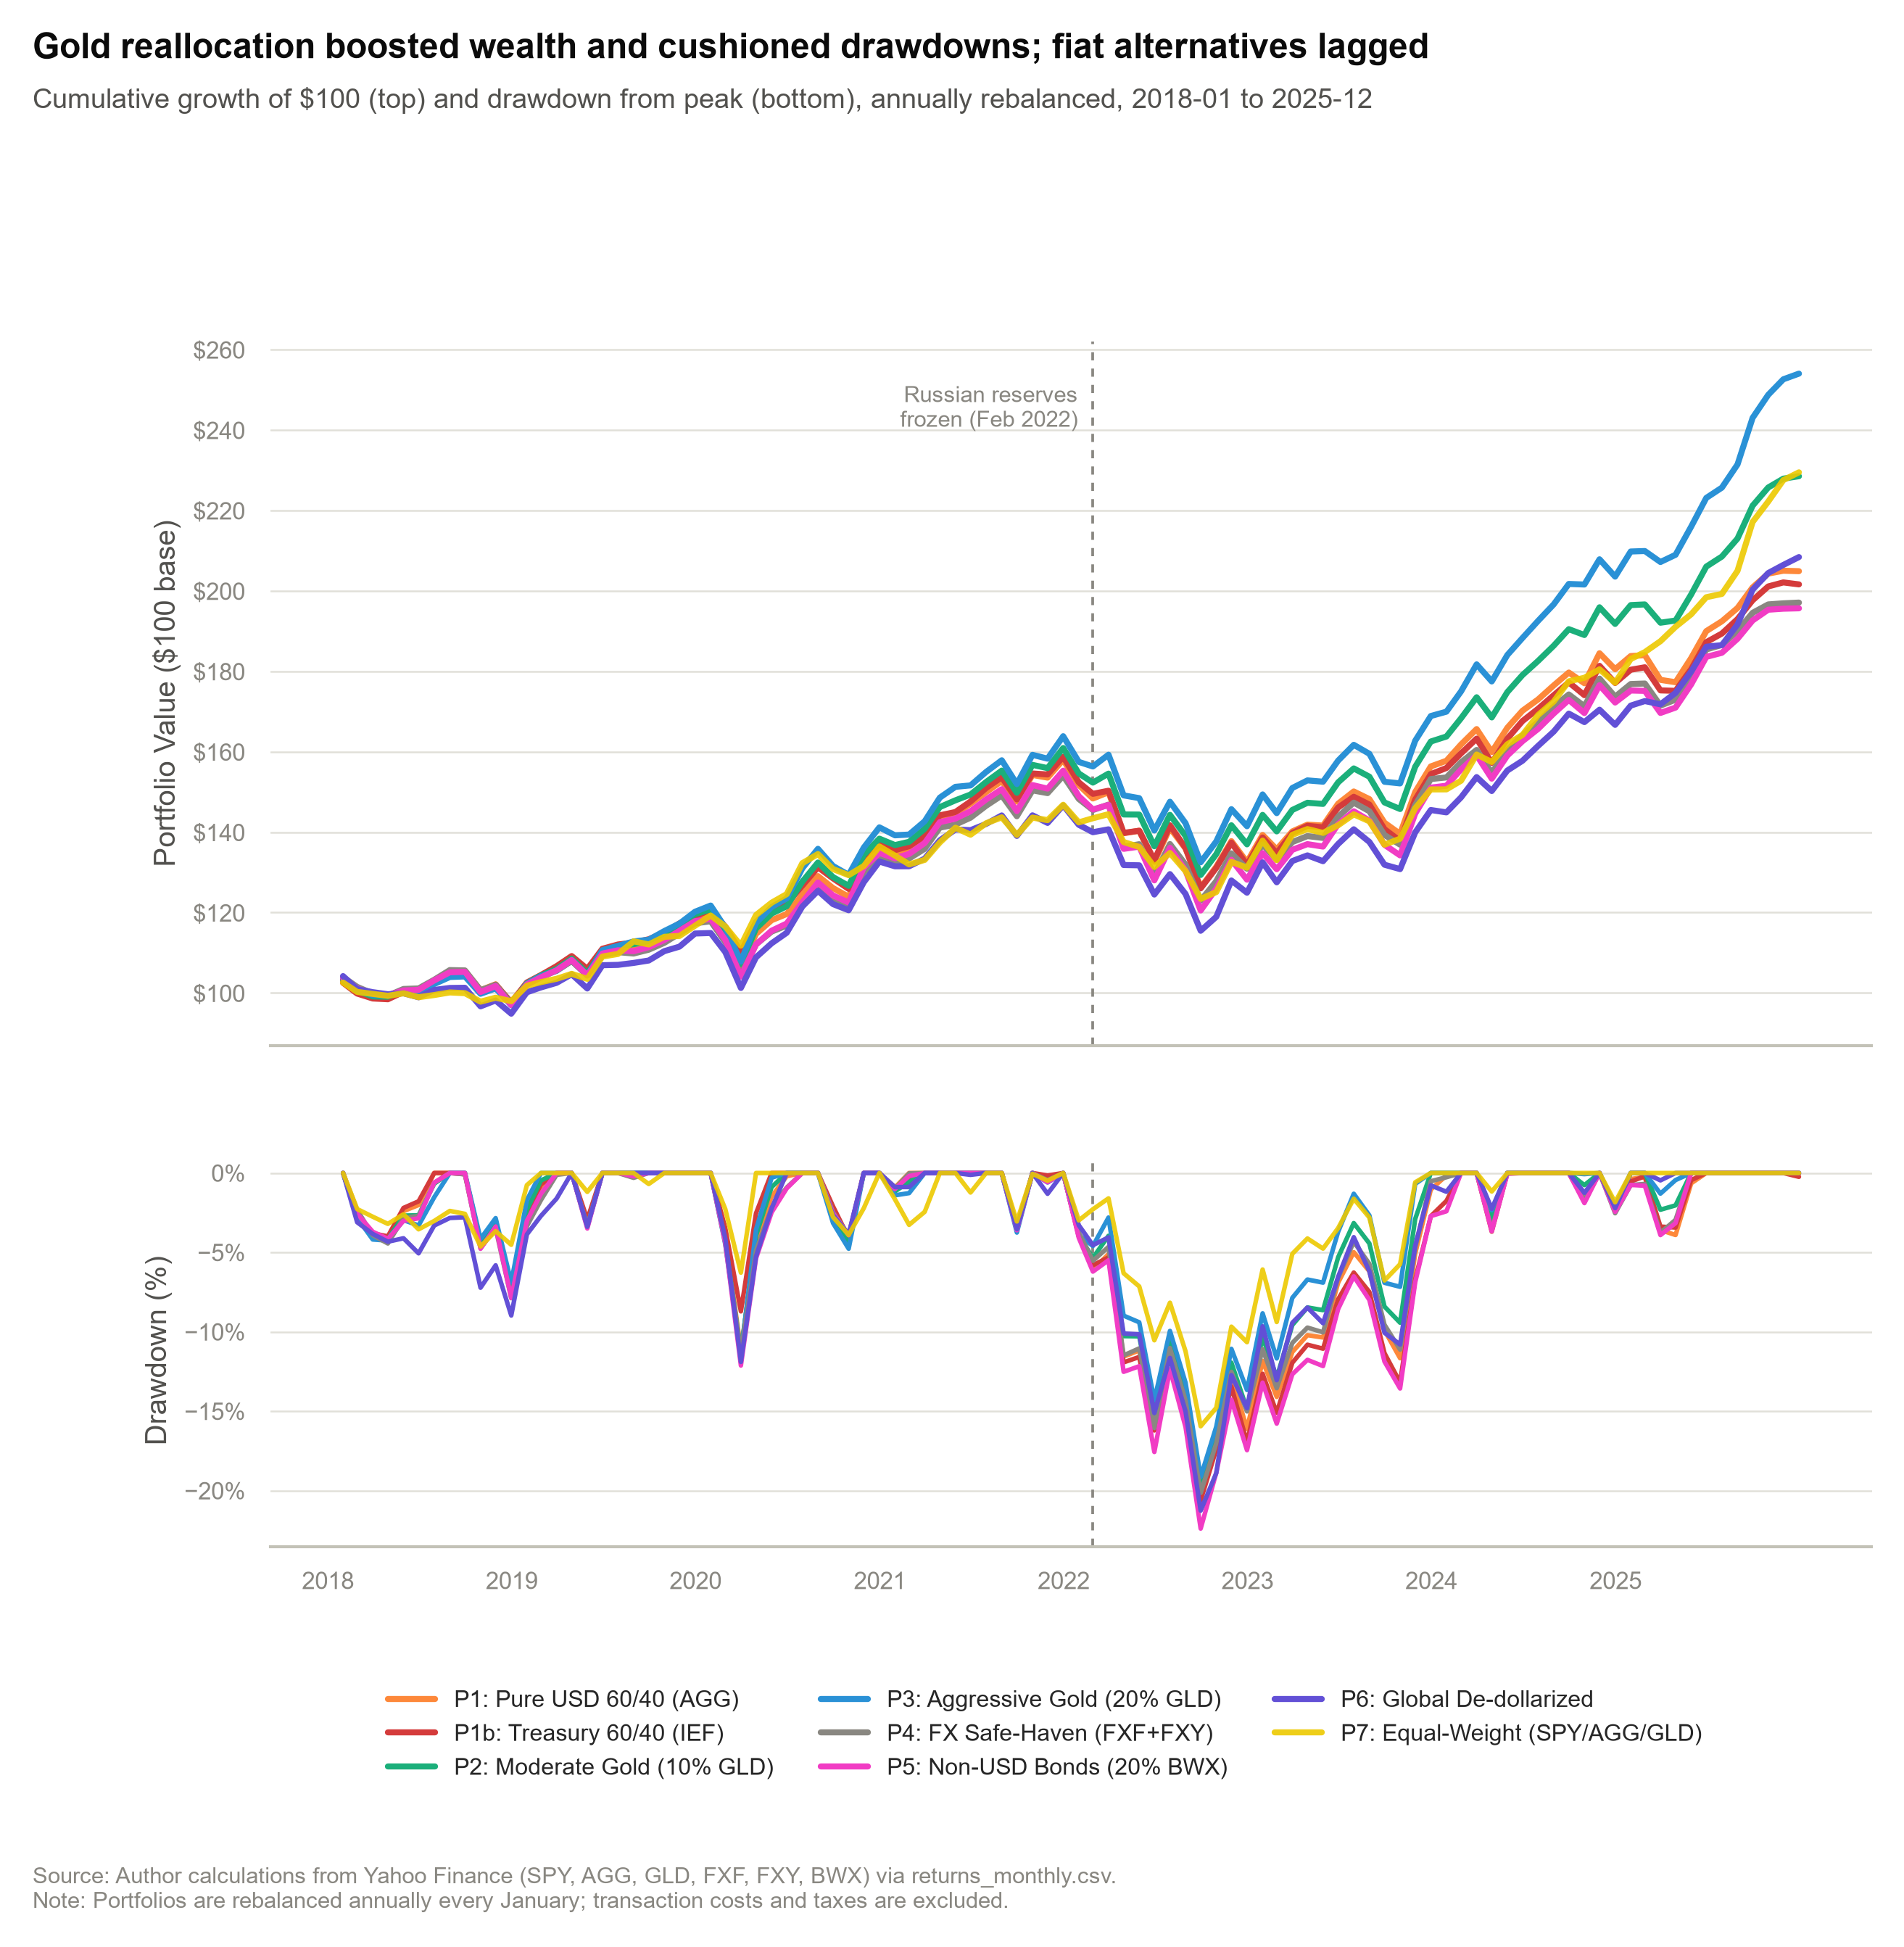 Gold reallocation boosted wealth and cushioned drawdowns; fiat alternatives lagged
Cumulative growth of $100 (top) and drawdown from peak (bottom), annually rebalanced, 2018-01 to 2025-12
Portfolio Value ($100 base)
$260
$240
$220
$200
$180
$160
$140
$120
$100
Russian reserves
frozen (Feb 2022)
Drawdown (%)
0%
−5%
−10%
−15%
−20%
2018 2019 2020 2021 2022 2023 2024 2025
P1: Pure USD 60/40 (AGG)
P1b: Treasury 60/40 (IEF)
P2: Moderate Gold (10% GLD)
P3: Aggressive Gold (20% GLD)
P4: FX Safe-Haven (FXF+FXY)
P5: Non-USD Bonds (20% BWX)
P6: Global De-dollarized
P7: Equal-Weight (SPY/AGG/GLD)
Source: Author calculations from Yahoo Finance (SPY, AGG, GLD, FXF, FXY, BWX) via returns_monthly.csv.
Note: Portfolios are rebalanced annually every January; transaction costs and taxes are excluded.